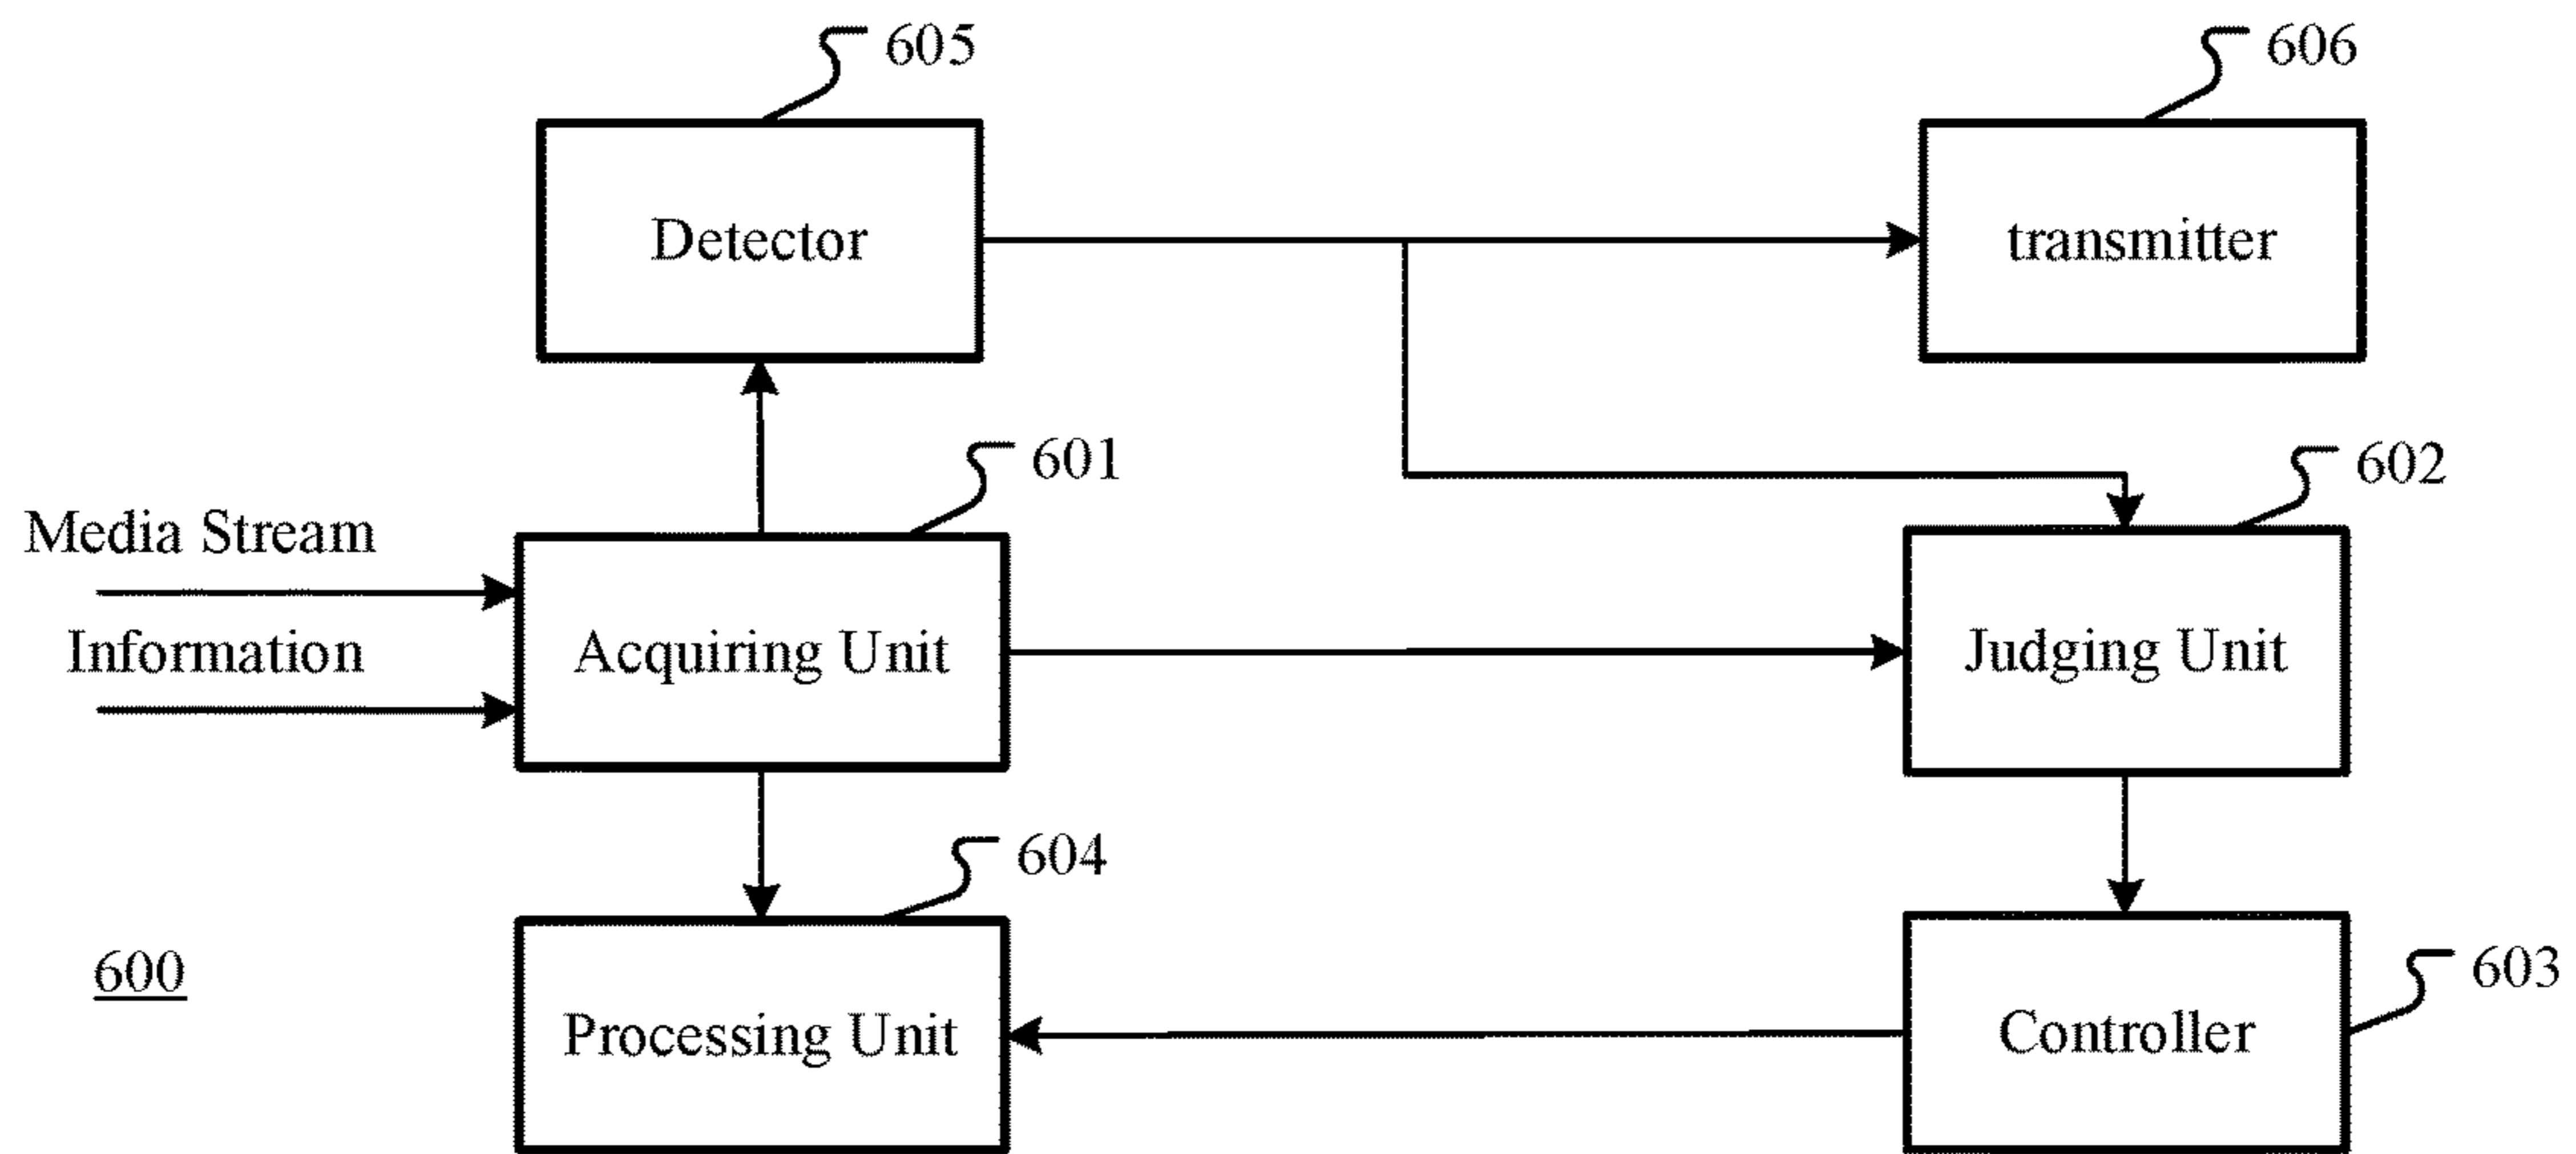 605
606
Detector
transmitter
601
602
Media Stream
Information
Acquiring Unit
Judging Unit
604
603
600
Processing Unit
Controller